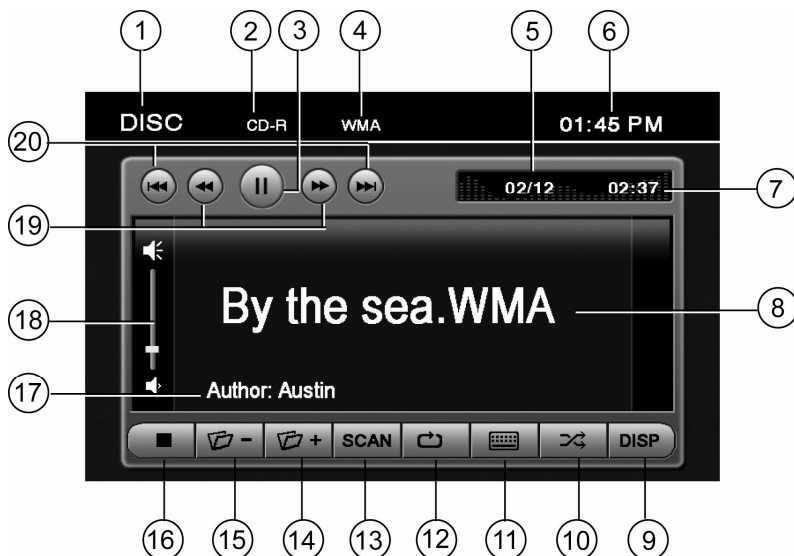 1 2 3 4 5 6
DISC CD-R WMA 01:45 PM
20
02/12 02:37 7
19
By the sea.WMA 8
18
17 Author: Austin
- + SCAN DISP
16 15 14 13 12 11 10 9